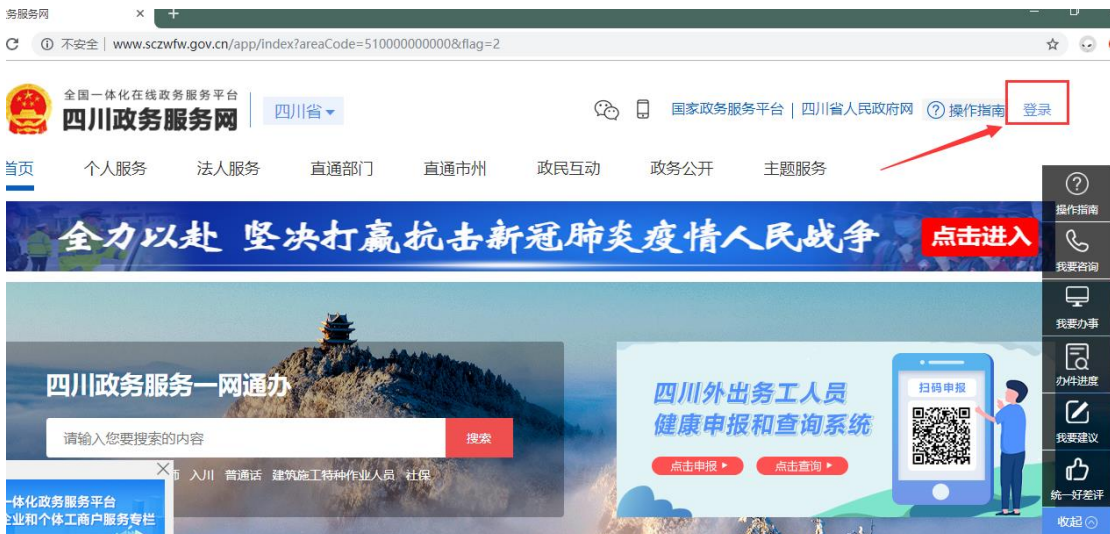 务服务网
不安全 | www.sczwfw.gov.cn/app/index?areaCode=510000000000&flag=2
全国一体化在线政务服务平台
四川政务服务网
四川省
国家政务服务平台 | 四川省人民政府网 操作指南 登录
首页 个人服务 法人服务 直通部门 直通市州 政民互动 政务公开 主题服务
全力以赴 坚决打赢抗击新冠肺炎疫情人民战争 点击进入
操作指南
我要咨询
我要办事
办件进度
我要建议
统一好差评
收起
四川政务服务一网通办
请输入您要搜索的内容 搜索
入川 普通话 建筑施工特种作业人员 社保
一体化政务服务平台
企业和个体工商户服务专栏
四川外出务工人员
健康申报和查询系统
点击申报 点击查询
扫码申报